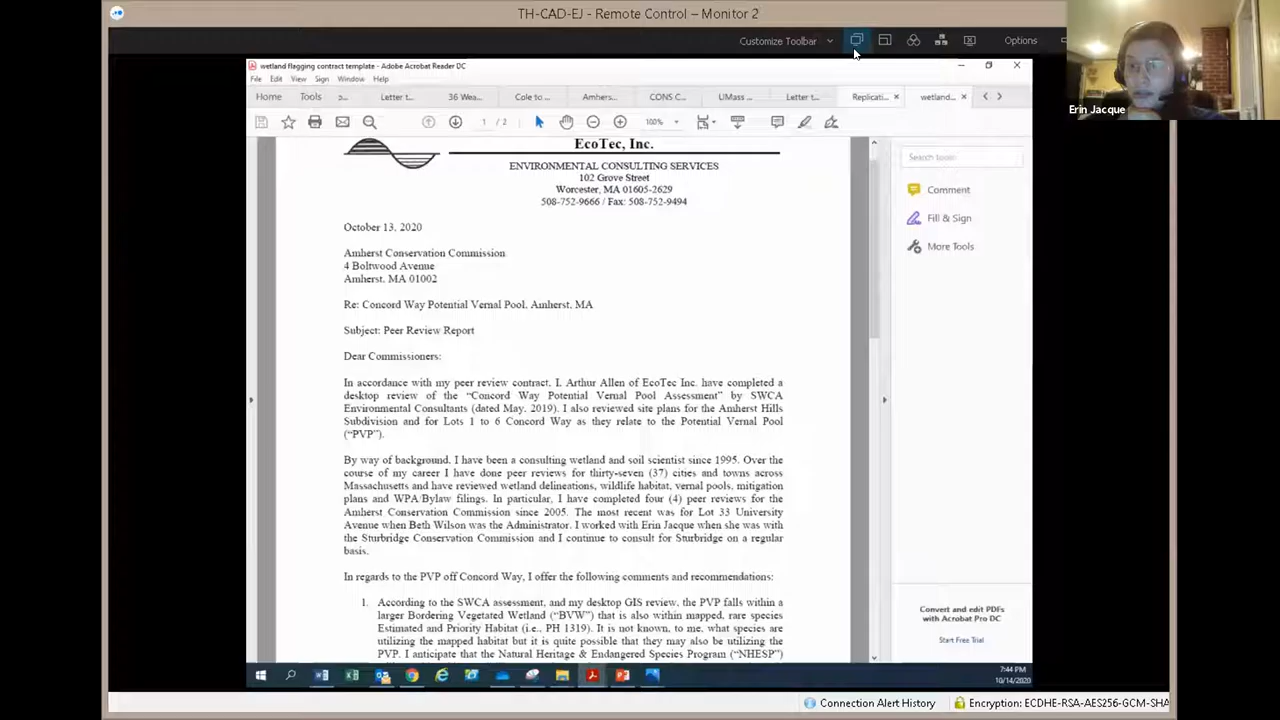 TH-CAD-EJ - Remote Control – Monitor 2
Customize Toolbar
Options
Erin Jacque
wetland flagging contract template - Adobe Acrobat Reader DC
File Edit View Sign Window Help
Home Tools Letter t... 36 Wea... Cole to ... Amhers... CONS C... UMass ... Letter t... Replicati... wetland...
1 / 2 100%
EcoTec, Inc.
ENVIRONMENTAL CONSULTING SERVICES
102 Grove Street
Worcester, MA 01605-2629
508-752-9666 / Fax: 508-752-9494
October 13, 2020
Amherst Conservation Commission
4 Boltwood Avenue
Amherst, MA 01002
Re: Concord Way Potential Vernal Pool, Amherst, MA
Subject: Peer Review Report
Dear Commissioners:
In accordance with my peer review contract, I, Arthur Allen of EcoTec Inc. have completed a
desktop review of the “Concord Way Potential Vernal Pool Assessment” by SWCA
Environmental Consultants (dated May, 2019). I also reviewed site plans for the Amherst Hills
Subdivision and for Lots 1 to 6 Concord Way as they relate to the Potential Vernal Pool
(“PVP”).
By way of background, I have been a consulting wetland and soil scientist since 1995. Over the
course of my career I have done peer reviews for thirty-seven (37) cities and towns across
Massachusetts and have reviewed wetland delineations, wildlife habitat, vernal pools, mitigation
plans and WPA/Bylaw filings. In particular, I have completed four (4) peer reviews for the
Amherst Conservation Commission since 2005. The most recent was for Lot 33 University
Avenue when Beth Wilson was the Administrator. I worked with Erin Jacque when she was with
the Sturbridge Conservation Commission and I continue to consult for Sturbridge on a regular
basis.
In regards to the PVP off Concord Way, I offer the following comments and recommendations:
1. According to the SWCA assessment, and my desktop GIS review, the PVP falls within a
larger Bordering Vegetated Wetland (“BVW”) that is also within mapped, rare species
Estimated and Priority Habitat (i.e., PH 1319). It is not known, to me, what species are
utilizing the mapped habitat but it is quite possible that they may also be utilizing the
PVP. I anticipate that the Natural Heritage & Endangered Species Program (“NHESP”)
Search tools
Comment
Fill & Sign
More Tools
Convert and edit PDFs
with Acrobat Pro DC
Start Free Trial
7:44 PM
10/14/2020
Connection Alert History
Encryption: ECDHE-RSA-AES256-GCM-SHA